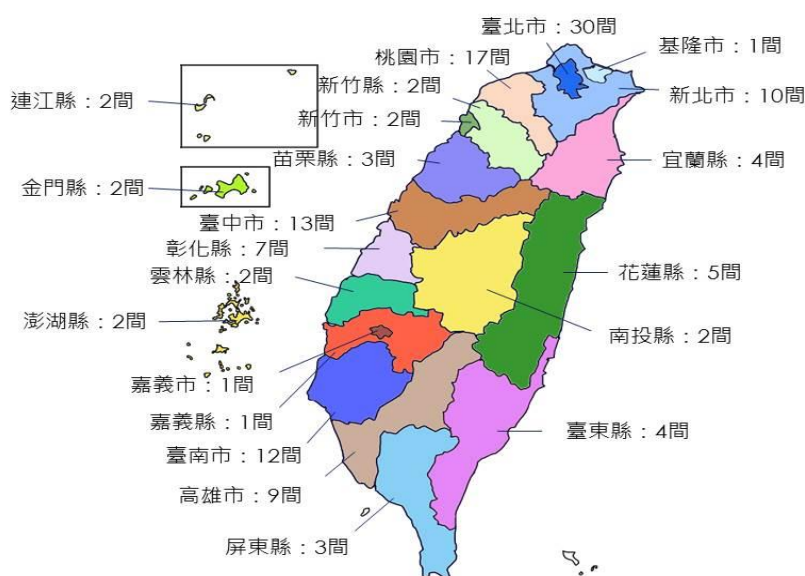 臺北市：30間
基隆市：1間
桃園市：17間
新竹縣：2間
新北市：10間
連江縣：2間
新竹市：2間
苗栗縣：3間
宜蘭縣：4間
金門縣：2間
臺中市：13間
彰化縣：7間
雲林縣：2間
花蓮縣：5間
澎湖縣：2間
南投縣：2間
嘉義市：1間
嘉義縣：1間
臺東縣：4間
臺南市：12間
高雄市：9間
屏東縣：3間